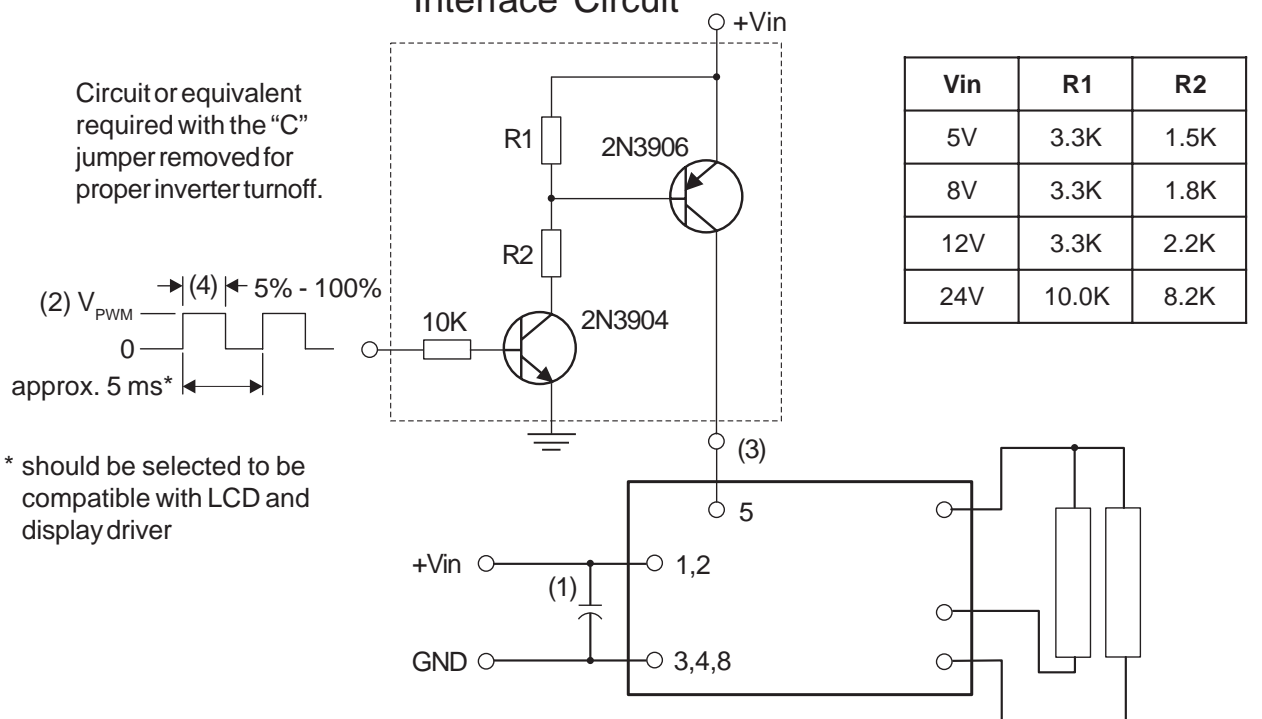 Interface Circuit
+Vin
Circuit or equivalent
required with the “C”
jumper removed for
proper inverter turnoff.
R1
2N3906
R2
(4) 5% - 100%
(2) VPWM
0
approx. 5 ms*
10K
2N3904
Vin R1 R2
5V 3.3K 1.5K
8V 3.3K 1.8K
12V 3.3K 2.2K
24V 10.0K 8.2K
* should be selected to be
compatible with LCD and
display driver
(3)
5
+Vin
1,2
(1)
GND
3,4,8